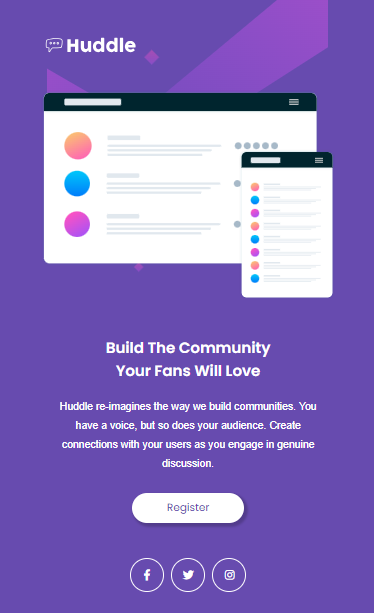 Huddle
Build The Community
Your Fans Will Love
Huddle re-imagines the way we build communities. You
have a voice, but so does your audience. Create
connections with your users as you engage in genuine
discussion.
Register